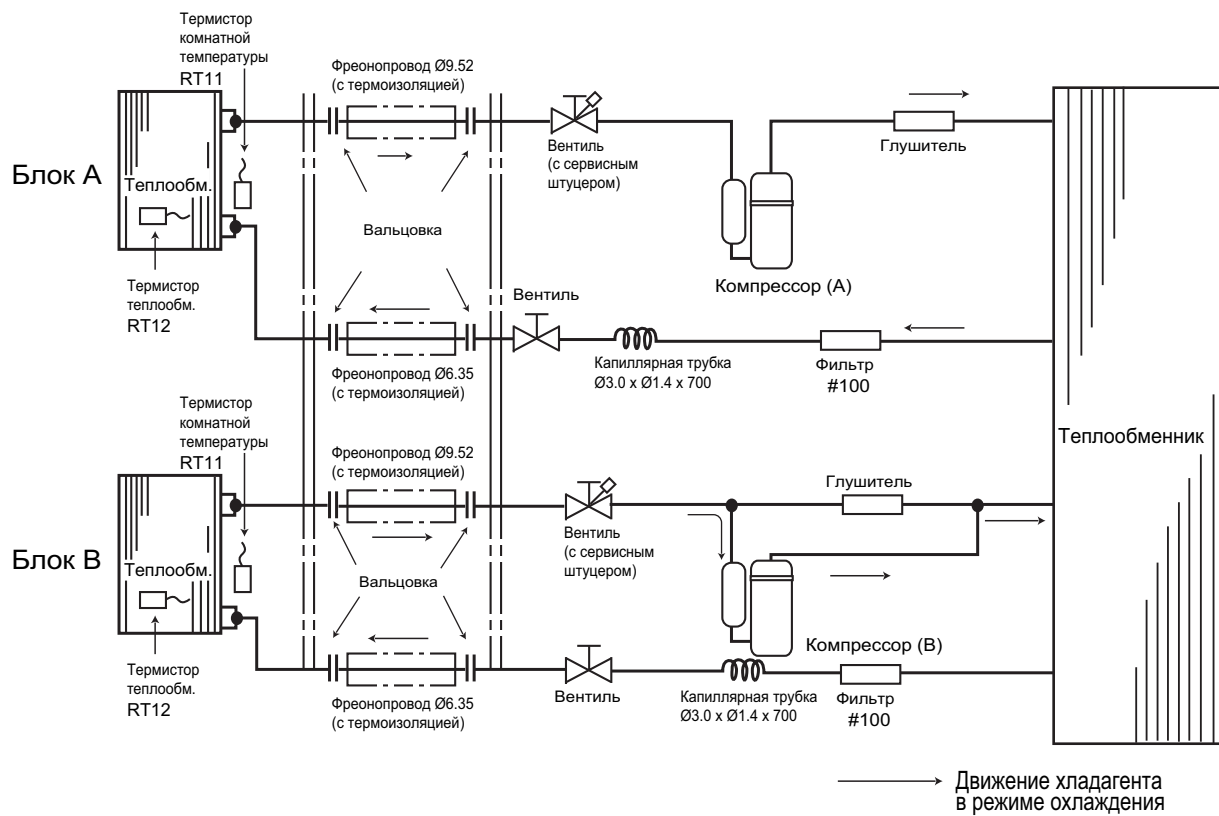 Термистор
комнатной
температуры
RT11
Фреонопровод Ø9.52
(с термоизоляцией)
Вентиль
(с сервисным
штуцером)
Глушитель
Блок А
Теплообм.
Вальцовка
Компрессор (А)
Термистор
теплообм.
RT12
Вентиль
Фреонопровод Ø6.35
(с термоизоляцией)
Капиллярная трубка
Ø3.0 x Ø1.4 x 700
Фильтр
#100
Теплообменник
Термистор
комнатной
температуры
RT11
Фреонопровод Ø9.52
(с термоизоляцией)
Вентиль
(с сервисным
штуцером)
Глушитель
Блок В
Теплообм.
Вальцовка
Компрессор (В)
Термистор
теплообм.
RT12
Фреонопровод Ø6.35
(с термоизоляцией)
Вентиль
Капиллярная трубка
Ø3.0 x Ø1.4 x 700
Фильтр
#100
Движение хладагента
в режиме охлаждения